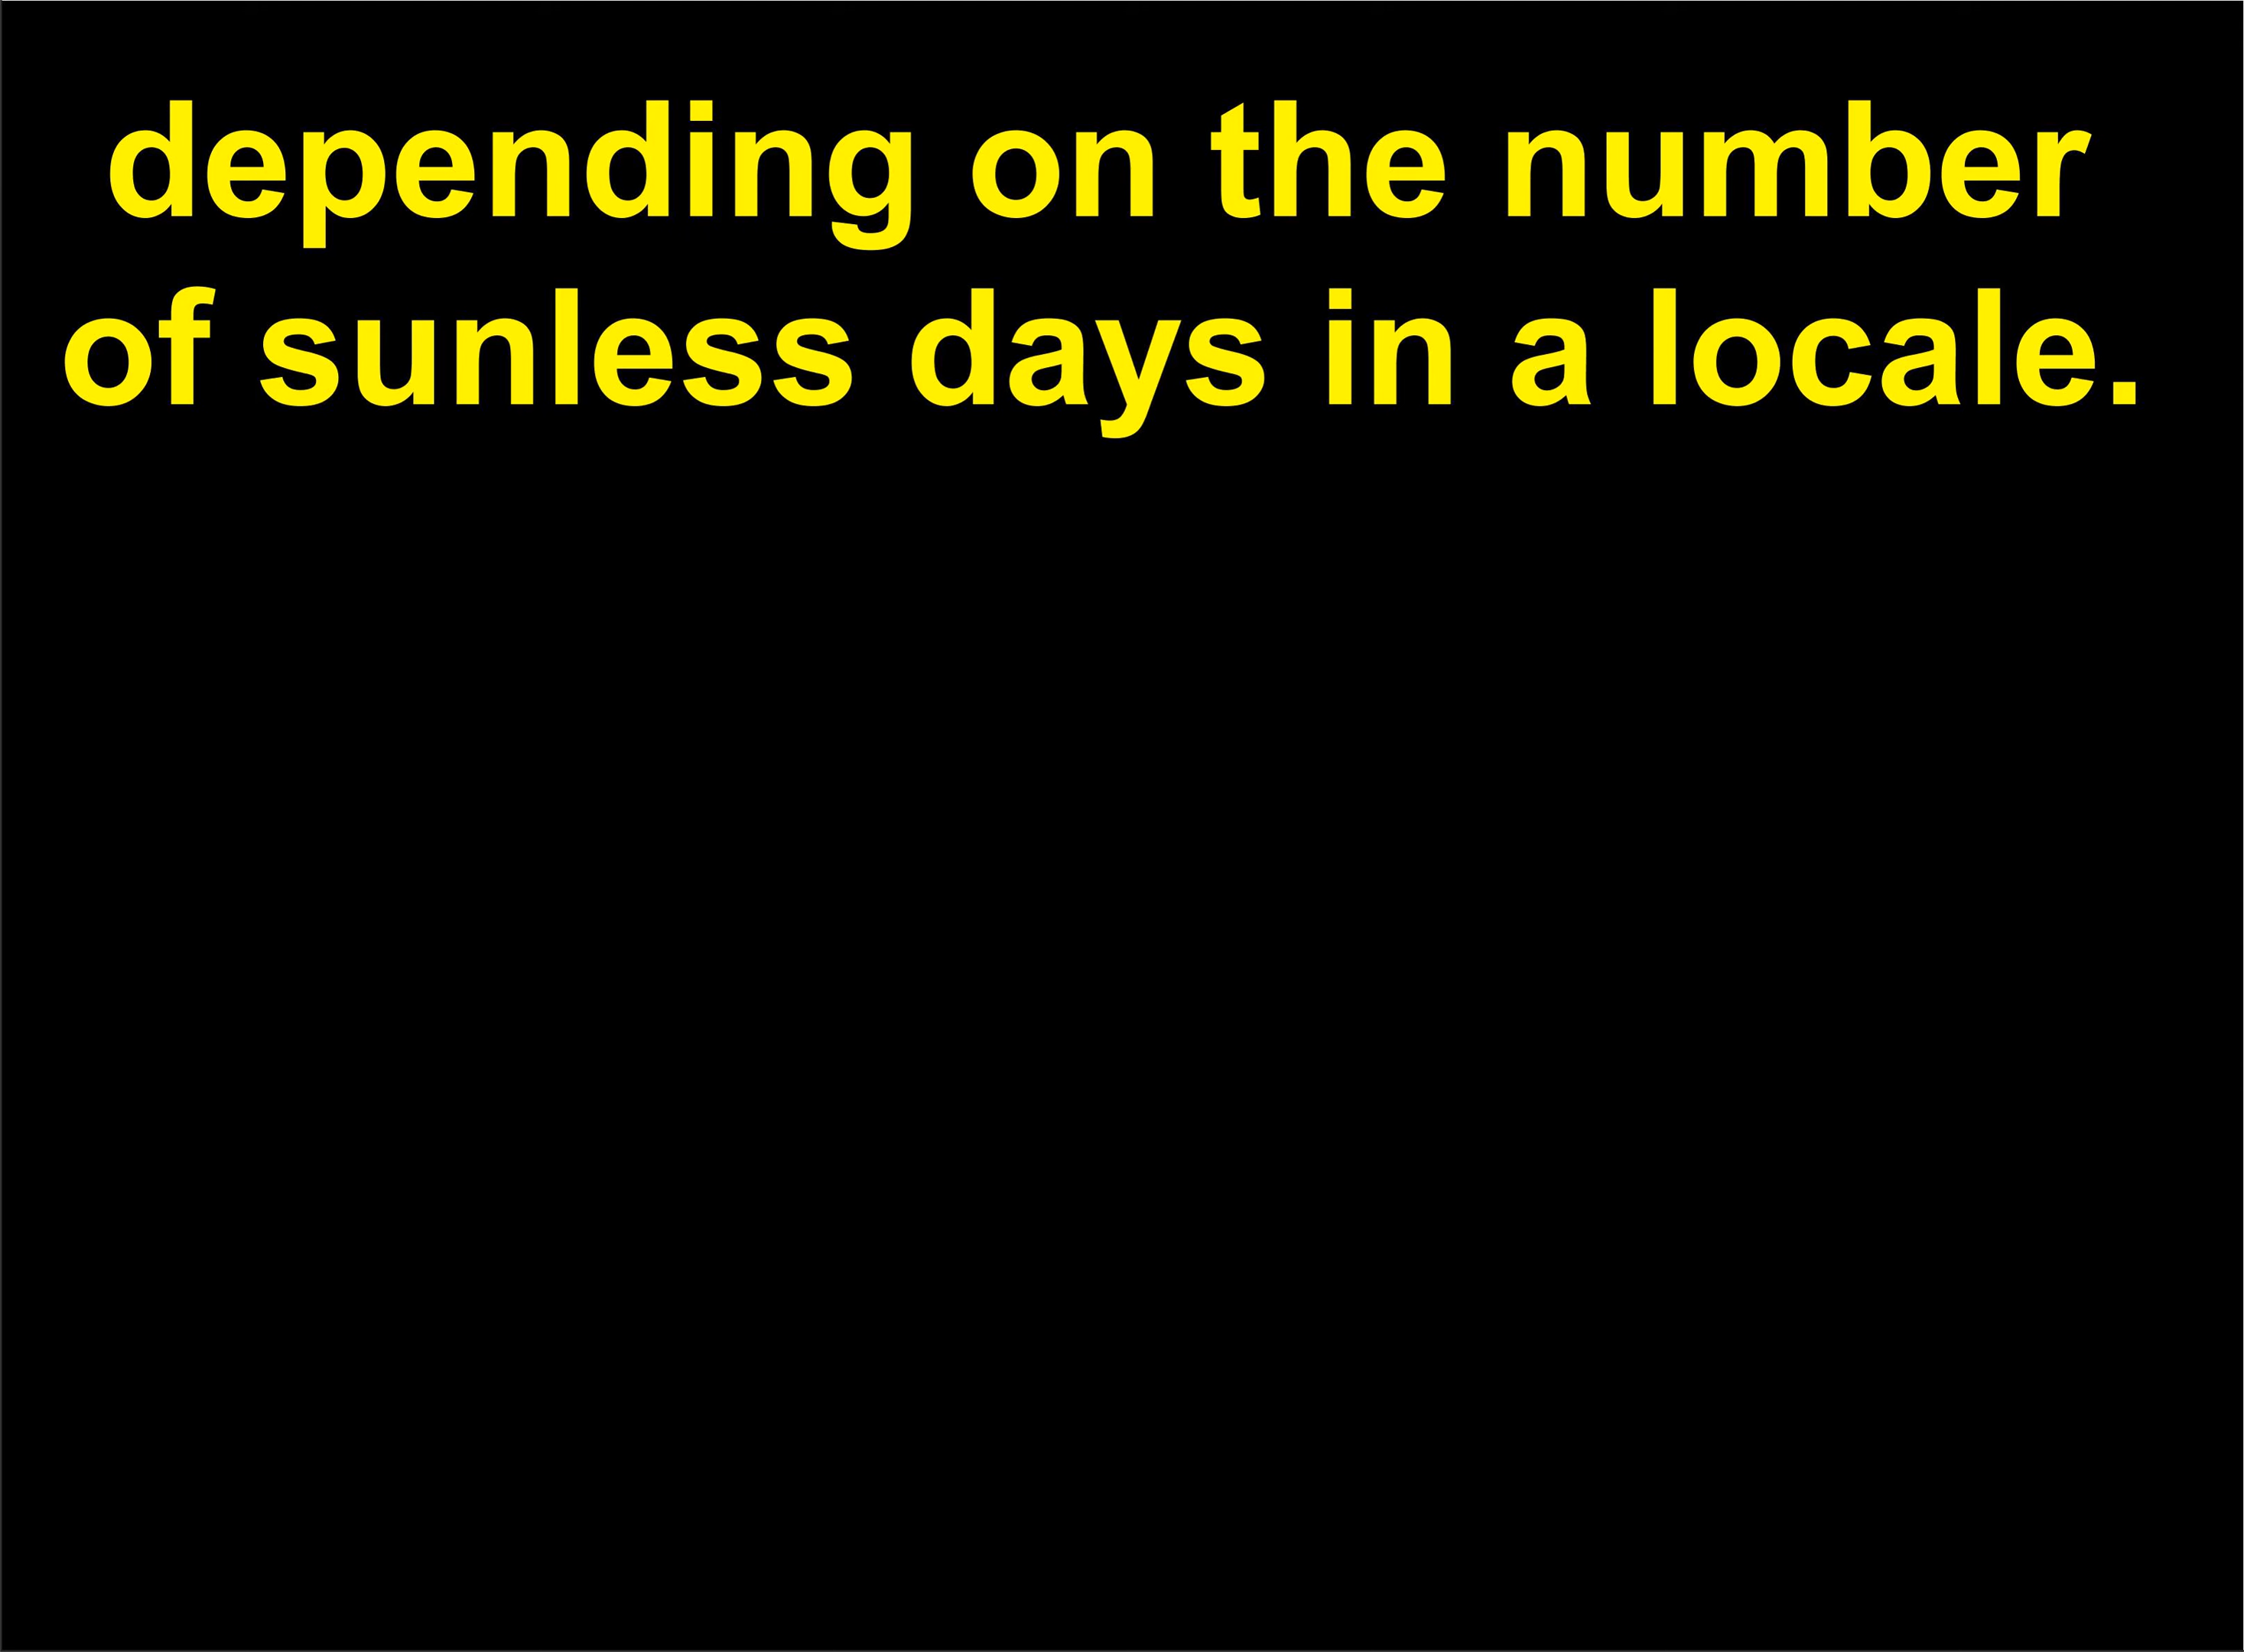 depending on the number
of sunless days in a locale.